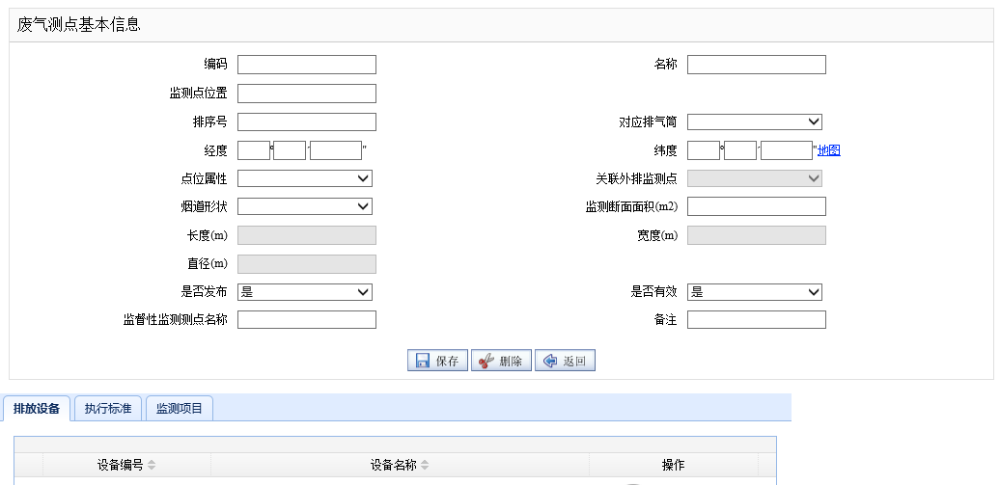 废气测点基本信息
编码 名称
监测点位置
排序号 对应排气筒
经度 ° ′ ″ 纬度 ° ′ ″地图
点位属性 关联外排监测点
烟道形状 监测断面面积(m2)
长度(m) 宽度(m)
直径(m)
是否发布 是 是否有效 是
监督性监测测点名称 备注
保存 删除 返回
排放设备 执行标准 监测项目
设备编号 设备名称 操作